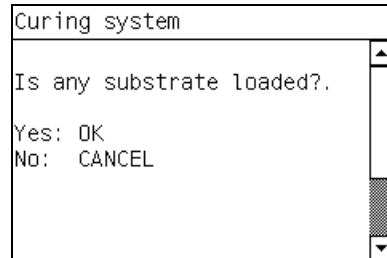 Curing system
Is any substrate loaded?.
Yes: OK
No: CANCEL